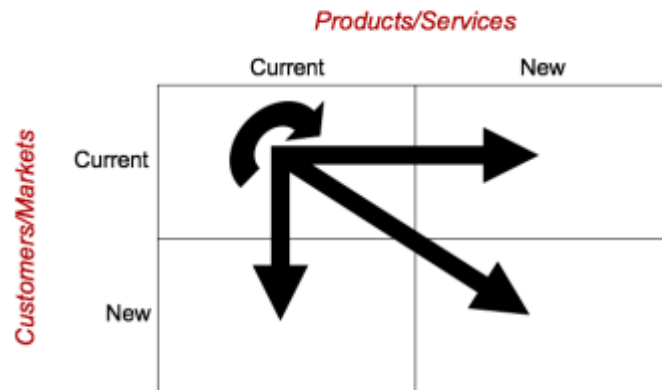 Products/Services
Current
New
Customers/Markets
Current
New